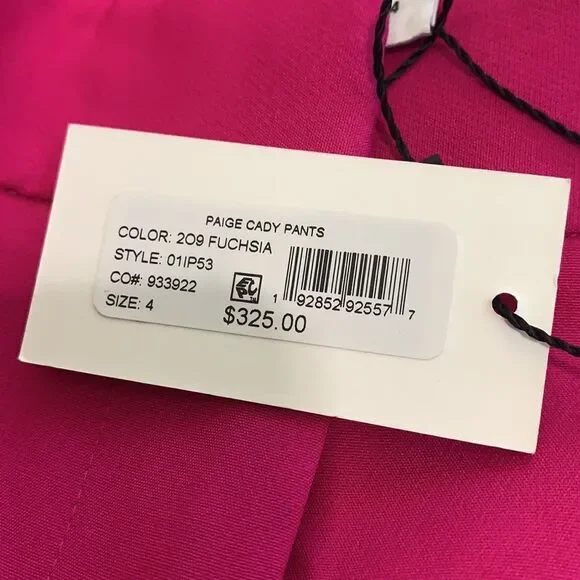 PAIGE CADY PANTS
COLOR: 209 FUCHSIA
STYLE: 01IP53
CO#: 933922
SIZE: 4
1 92852 92557 7
$325.00